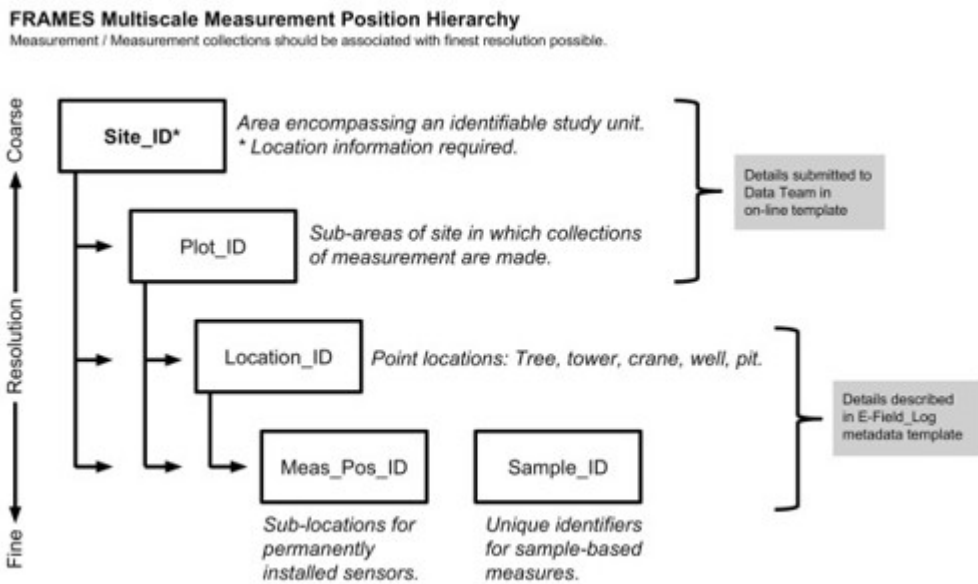 FRAMES Multiscale Measurement Position Hierarchy
Measurement / Measurement collections should be associated with finest resolution possible.
Coarse
Resolution
Fine
Site_ID*
Area encompassing an identifiable study unit.
* Location information required.
Details submitted to
Data Team in
on-line template
Plot_ID
Sub-areas of site in which collections
of measurement are made.
Location_ID
Point locations: Tree, tower, crane, well, pit.
Details described
in E-Field_Log
metadata template
Meas_Pos_ID
Sub-locations for
permanently
installed sensors.
Sample_ID
Unique identifiers
for sample-based
measures.